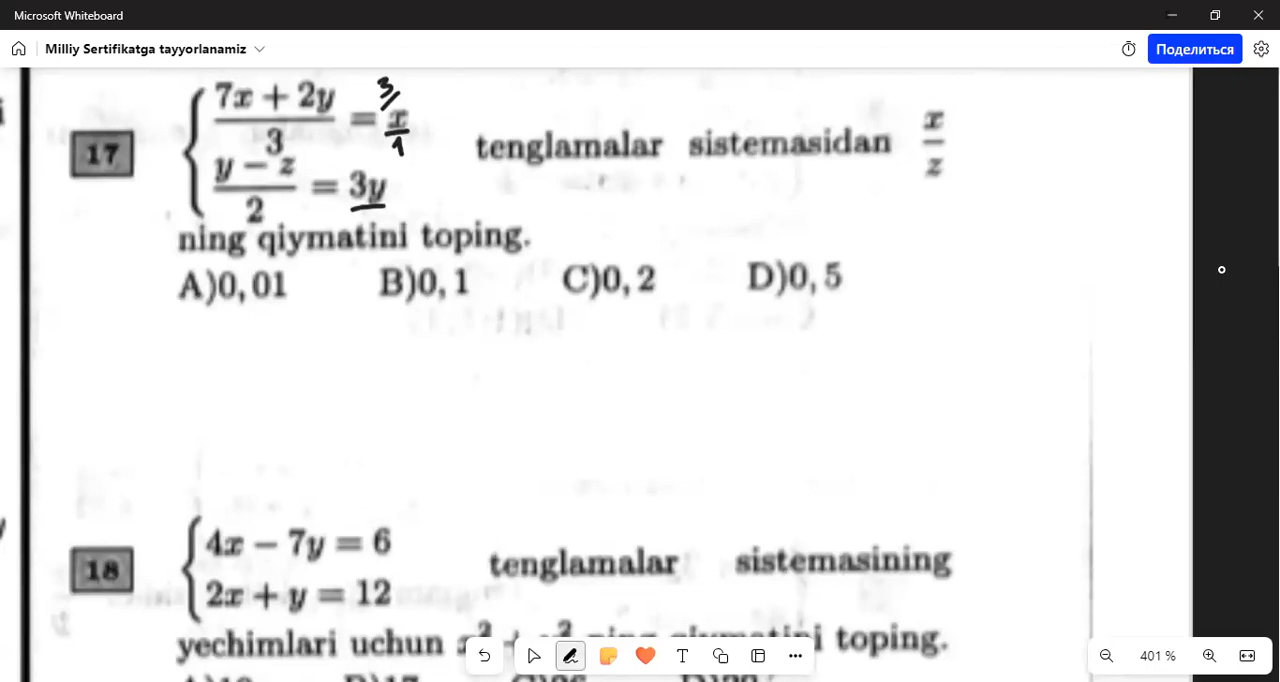 Microsoft Whiteboard
Milliy Sertifikatga tayyorlanamiz
Поделиться
17
7x + 2y / 3 = x 3/ 1
y − z / 2 = 3y
tenglamalar sistemasidan x/z
ning qiymatini toping.
A)0, 01 B)0, 1 C)0, 2 D)0, 5
18
4x − 7y = 6
2x + y = 12
tenglamalar sistemasining
yechimlari uchun toping.
401 %